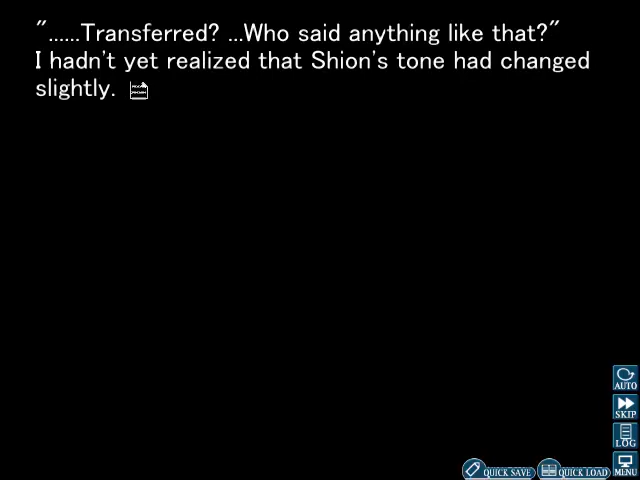 "......Transferred? ...Who said anything like that?"
I hadn't yet realized that Shion's tone had changed
slightly.
AUTO
SKIP
LOG
MENU
QUICK SAVE
QUICK LOAD